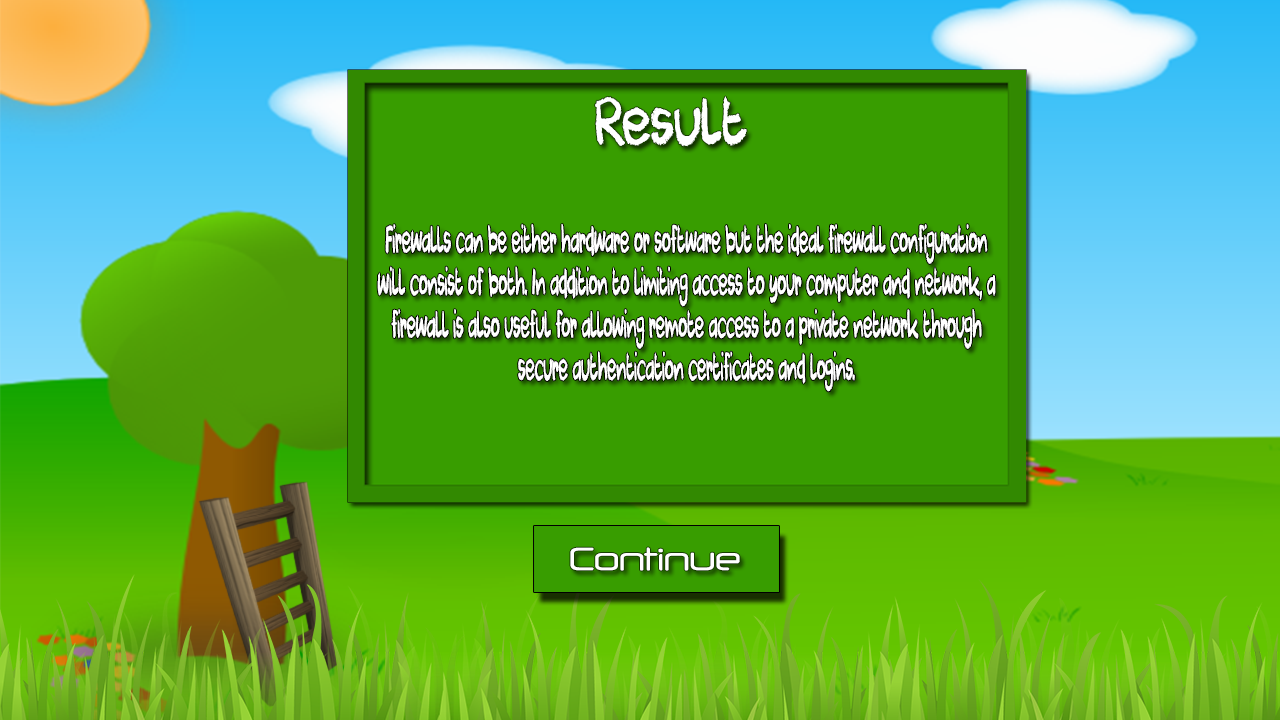 Result
Firewalls can be either hardware or software but the ideal firewall configuration
will consist of both. In addition to limiting access to your computer and network, a
firewall is also useful for allowing remote access to a private network through
secure authentication certificates and logins.
Continue